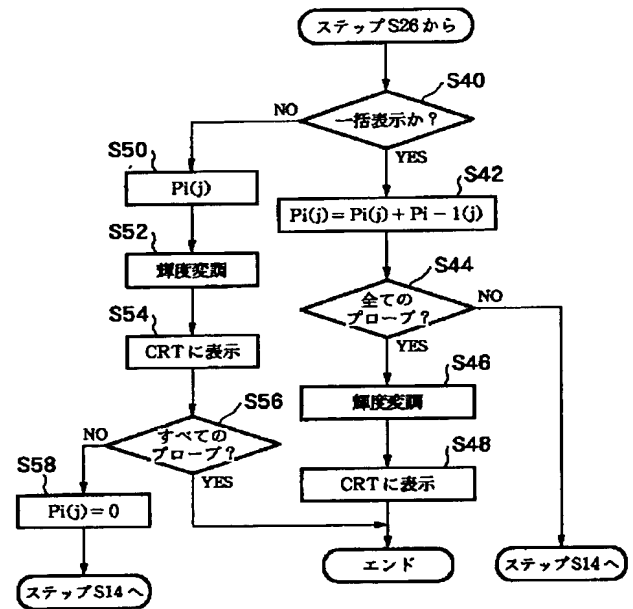 ステップS26から
S40
NO
一括表示か?
YES
S50
Pi(j)
S42
Pi(j)=Pi(j)+Pi-1(j)
S52
輝度変調
S44
全ての
プローブ?
NO
YES
S54
CRTに表示
S46
輝度変調
S56
NO
すべての
プローブ?
YES
S48
CRTに表示
S58
Pi(j)=0
ステップS14へ
エンド
ステップS14へ